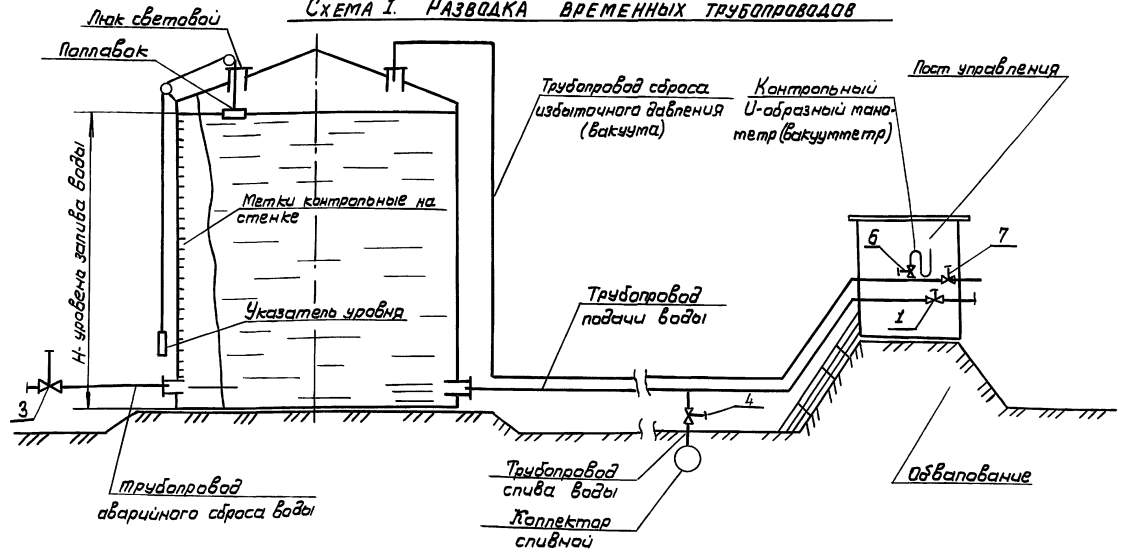 Схема I. Разводка временных трубопроводов
Люк световой
Поплавок
Трубопровод сброса
избыточного давления
(вакуума)
Контрольный
U-образный мано-
метр (вакуумметр)
Пост управления
Н-уровена залива воды
Метки контрольные на
стенке
Указатель уровня
Трубопровод
подачи воды
6
7
1
3
4
Трубопровод
аварийного сброса воды
Трубопровод
слива воды
Коллектор
сливной
Обвалование